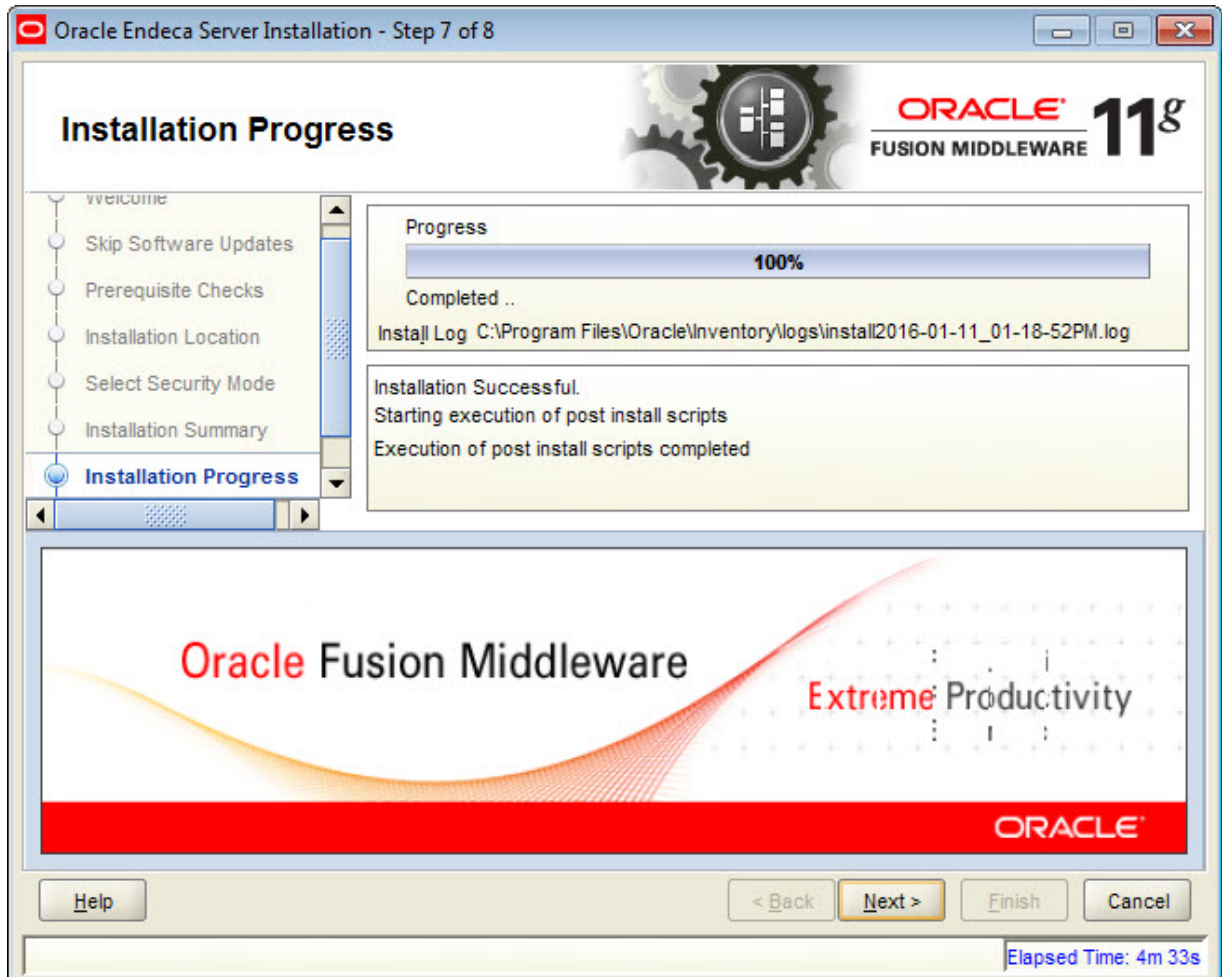 Oracle Endeca Server Installation - Step 7 of 8
Installation Progress
ORACLE
FUSION MIDDLEWARE
11g
Welcome
Skip Software Updates
Prerequisite Checks
Installation Location
Select Security Mode
Installation Summary
Installation Progress
Progress
100%
Completed ..
Install Log C:\Program Files\Oracle\Inventory\logs\install2016-01-11_01-18-52PM.log
Installation Successful.
Starting execution of post install scripts
Execution of post install scripts completed
Oracle Fusion Middleware
Extreme Productivity
ORACLE
Help
< Back
Next >
Finish
Cancel
Elapsed Time: 4m 33s